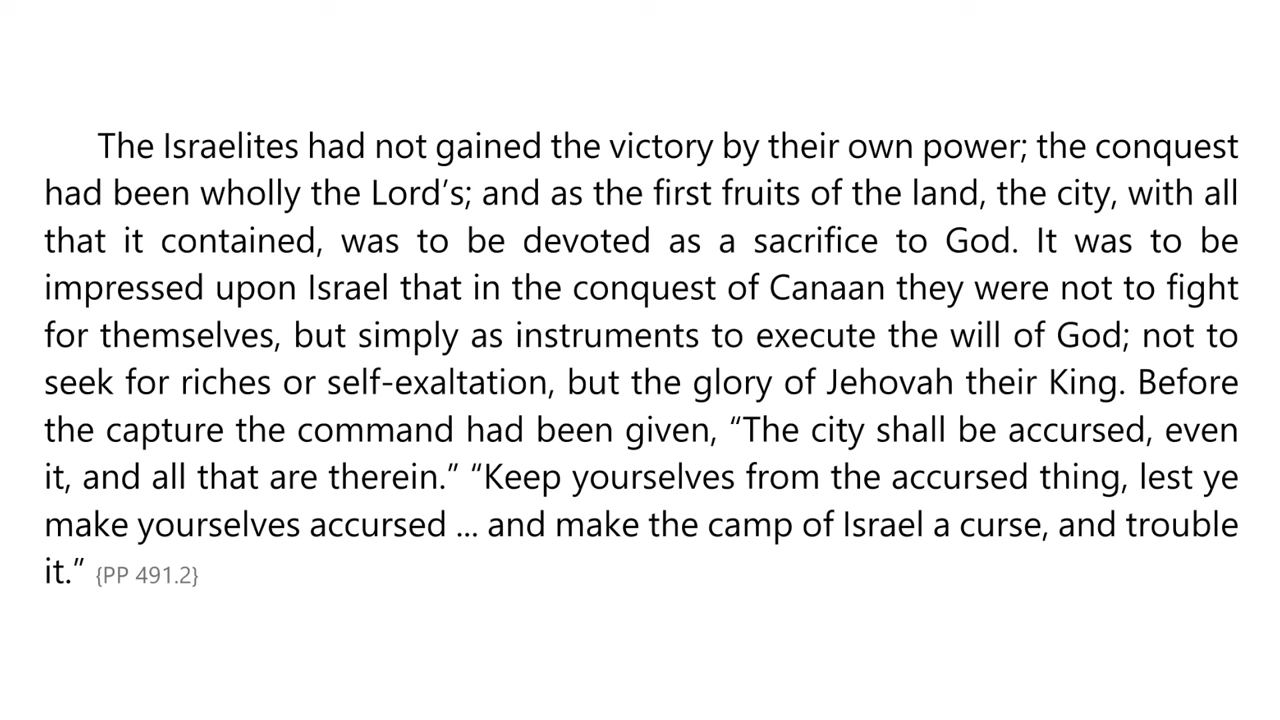 The Israelites had not gained the victory by their own power; the conquest
had been wholly the Lord’s; and as the first fruits of the land, the city, with all
that it contained, was to be devoted as a sacrifice to God. It was to be
impressed upon Israel that in the conquest of Canaan they were not to fight
for themselves, but simply as instruments to execute the will of God; not to
seek for riches or self-exaltation, but the glory of Jehovah their King. Before
the capture the command had been given, “The city shall be accursed, even
it, and all that are therein.” “Keep yourselves from the accursed thing, lest ye
make yourselves accursed ... and make the camp of Israel a curse, and trouble
it.” {PP 491.2}